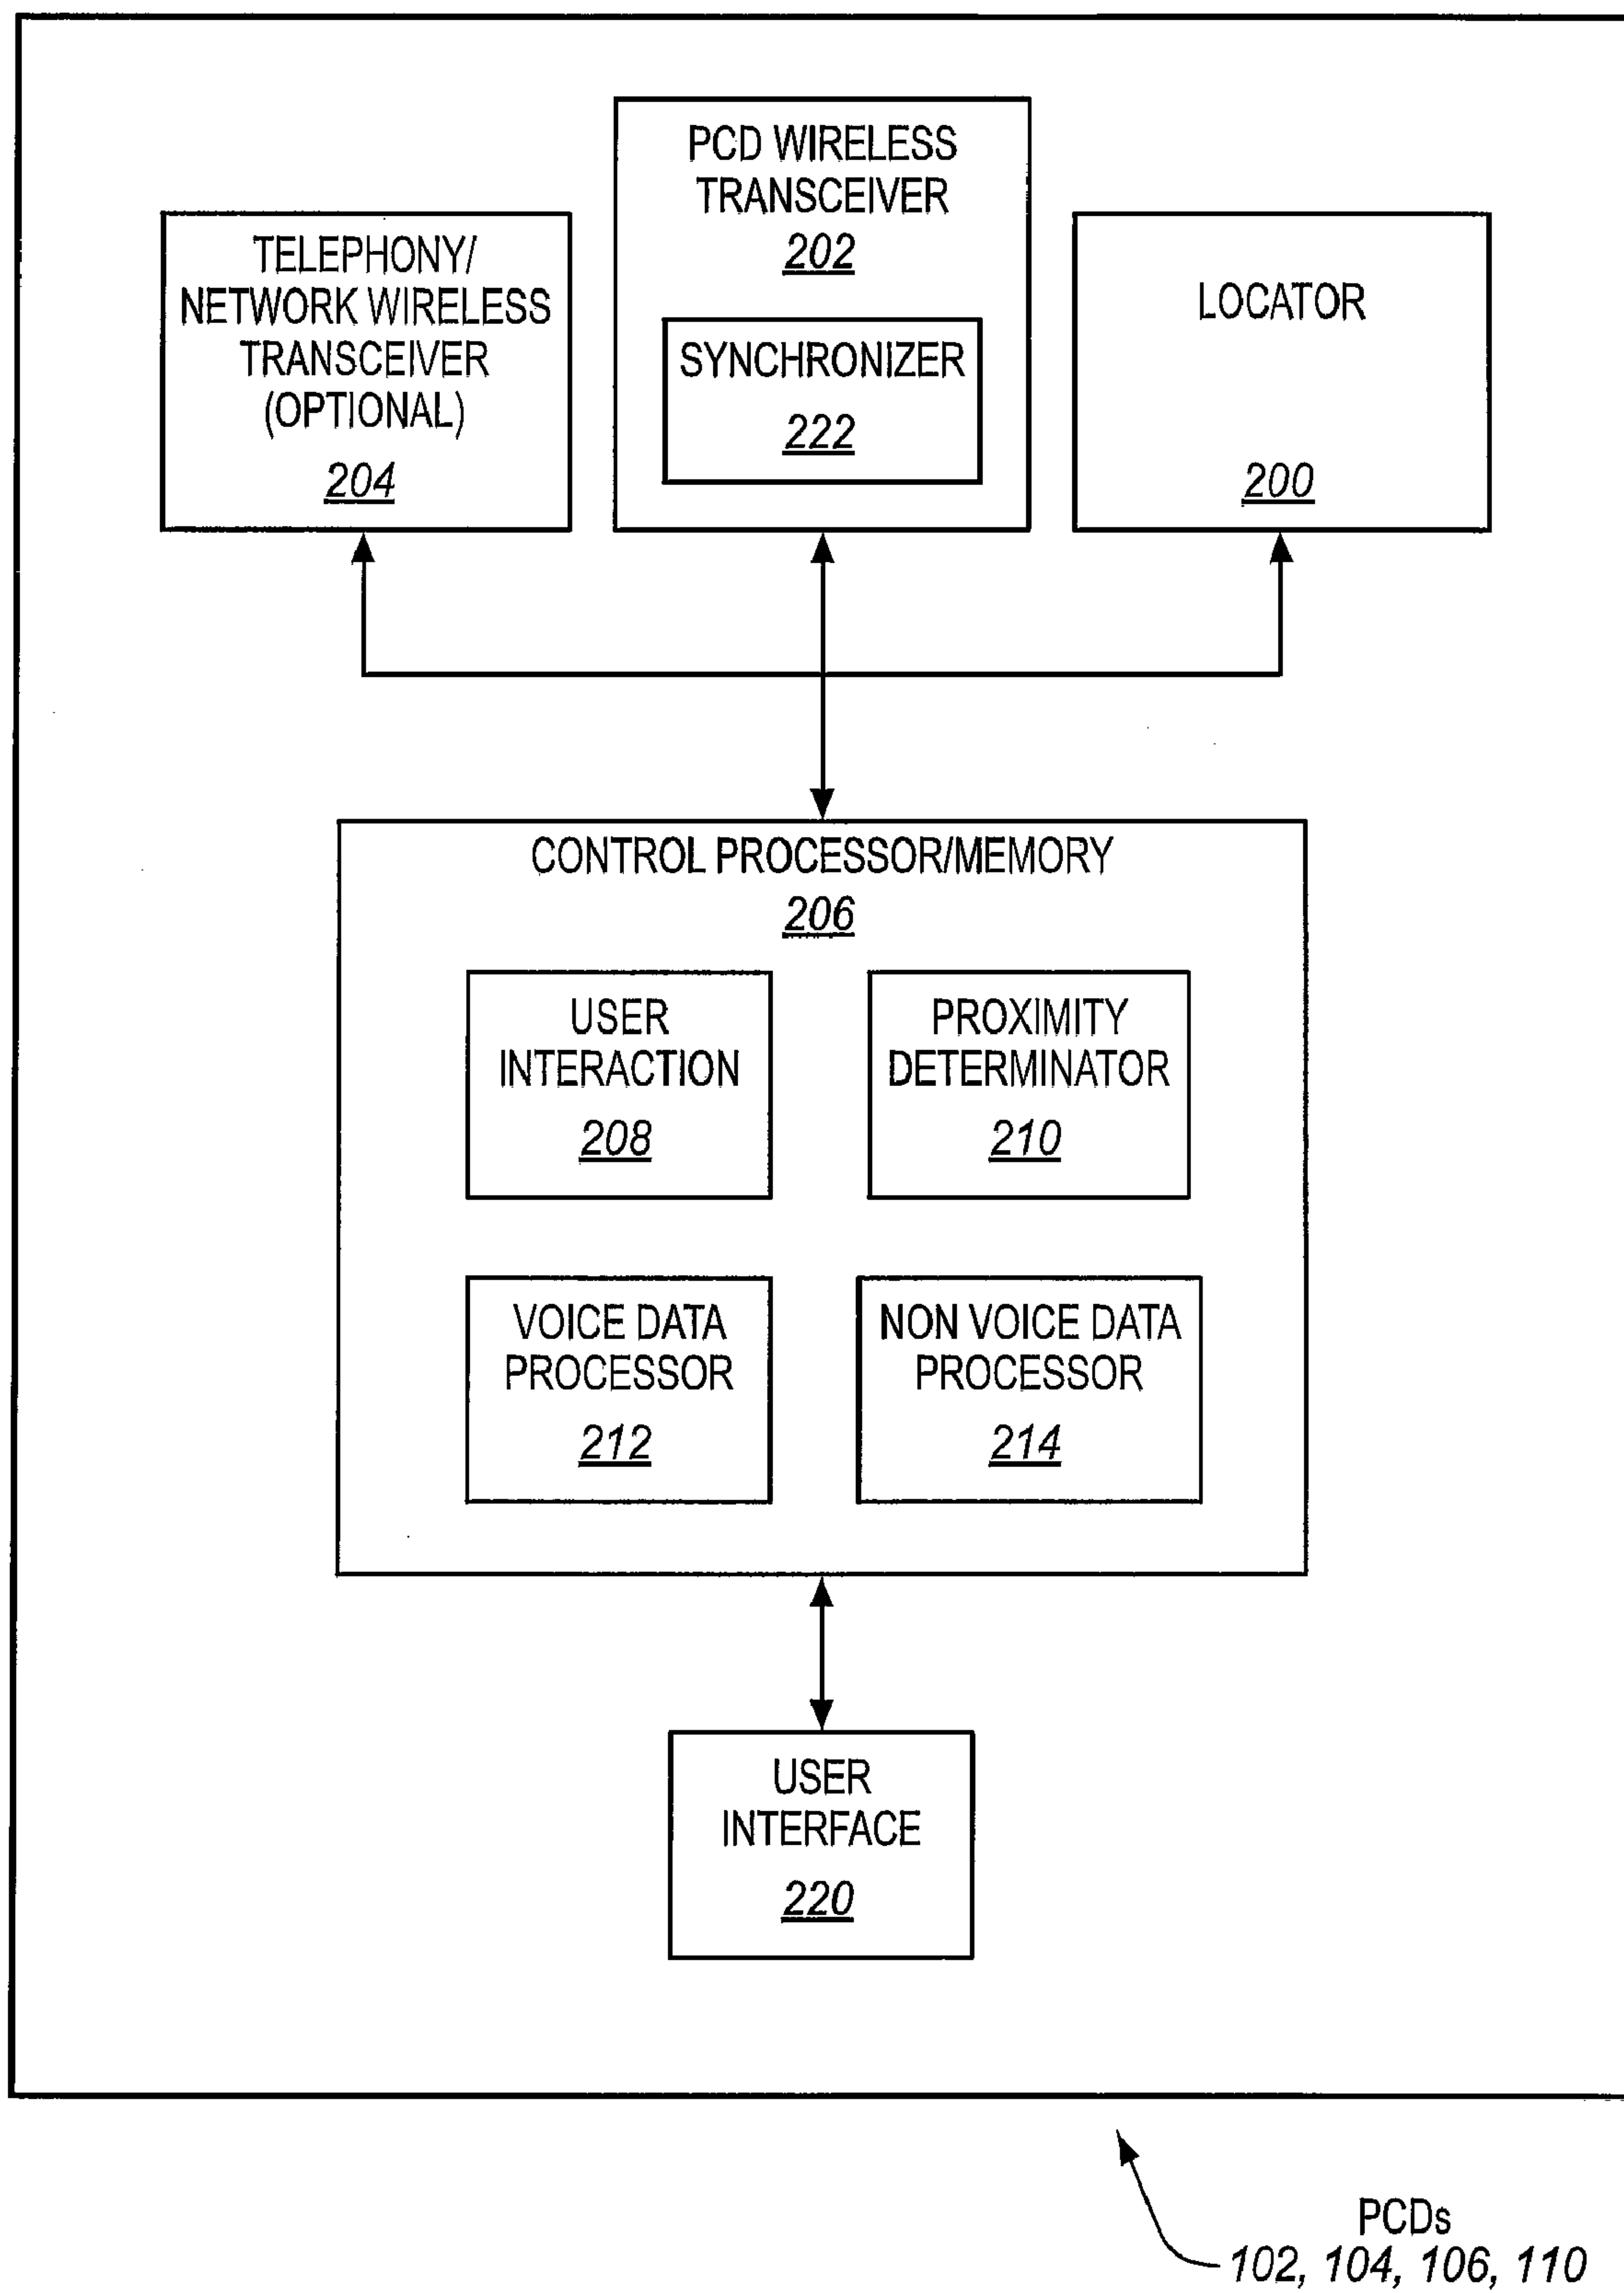 PCD WIRELESS
TRANSCEIVER
202
SYNCHRONIZER
222
TELEPHONY/
NETWORK WIRELESS
TRANSCEIVER
(OPTIONAL)
204
LOCATOR
200
CONTROL PROCESSOR/MEMORY
206
USER
INTERACTION
208
PROXIMITY
DETERMINATOR
210
VOICE DATA
PROCESSOR
212
NON VOICE DATA
PROCESSOR
214
USER
INTERFACE
220
PCDs
102, 104, 106, 110